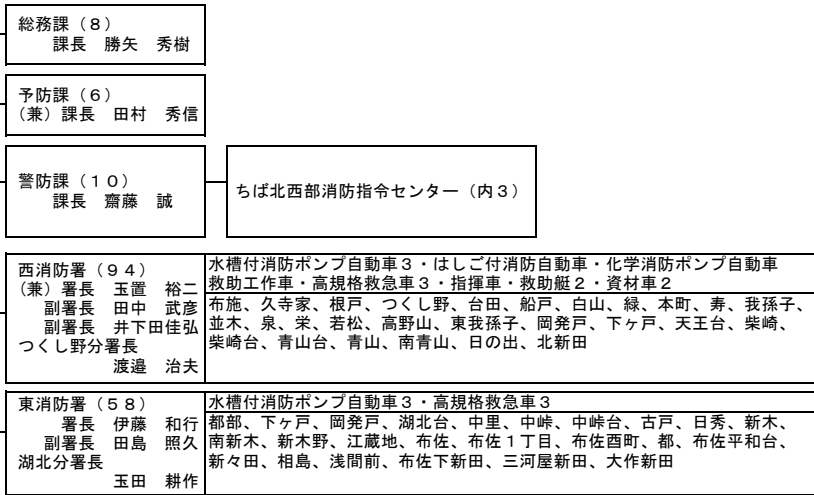 総務課（８）
課長　勝矢　秀樹
予防課（６）
（兼）課長　田村　秀信
警防課（１０）
課長　齋藤　誠
ちば北西部消防指令センター（内３）
西消防署（９４）
（兼）署長　玉置　裕二
副署長　田中　武彦
副署長　井下田佳弘
つくし野分署長
渡邉　治夫
水槽付消防ポンプ自動車３・はしご付消防自動車・化学消防ポンプ自動車
救助工作車・高規格救急車３・指揮車・救助艇２・資材車２
布施、久寺家、根戸、つくし野、台田、船戸、白山、緑、本町、寿、我孫子、
並木、泉、栄、若松、高野山、東我孫子、岡発戸、下ヶ戸、天王台、柴崎、
柴崎台、青山台、青山、南青山、日の出、北新田
東消防署（５８）
署長　伊藤　和行
副署長　田島　照久
湖北分署長
玉田　耕作
水槽付消防ポンプ自動車３・高規格救急車３
都部、下ヶ戸、岡発戸、湖北台、中里、中峠、中峠台、古戸、日秀、新木、
南新木、新木野、江蔵地、布佐、布佐１丁目、布佐酉町、都、布佐平和台、
新々田、相島、浅間前、布佐下新田、三河屋新田、大作新田